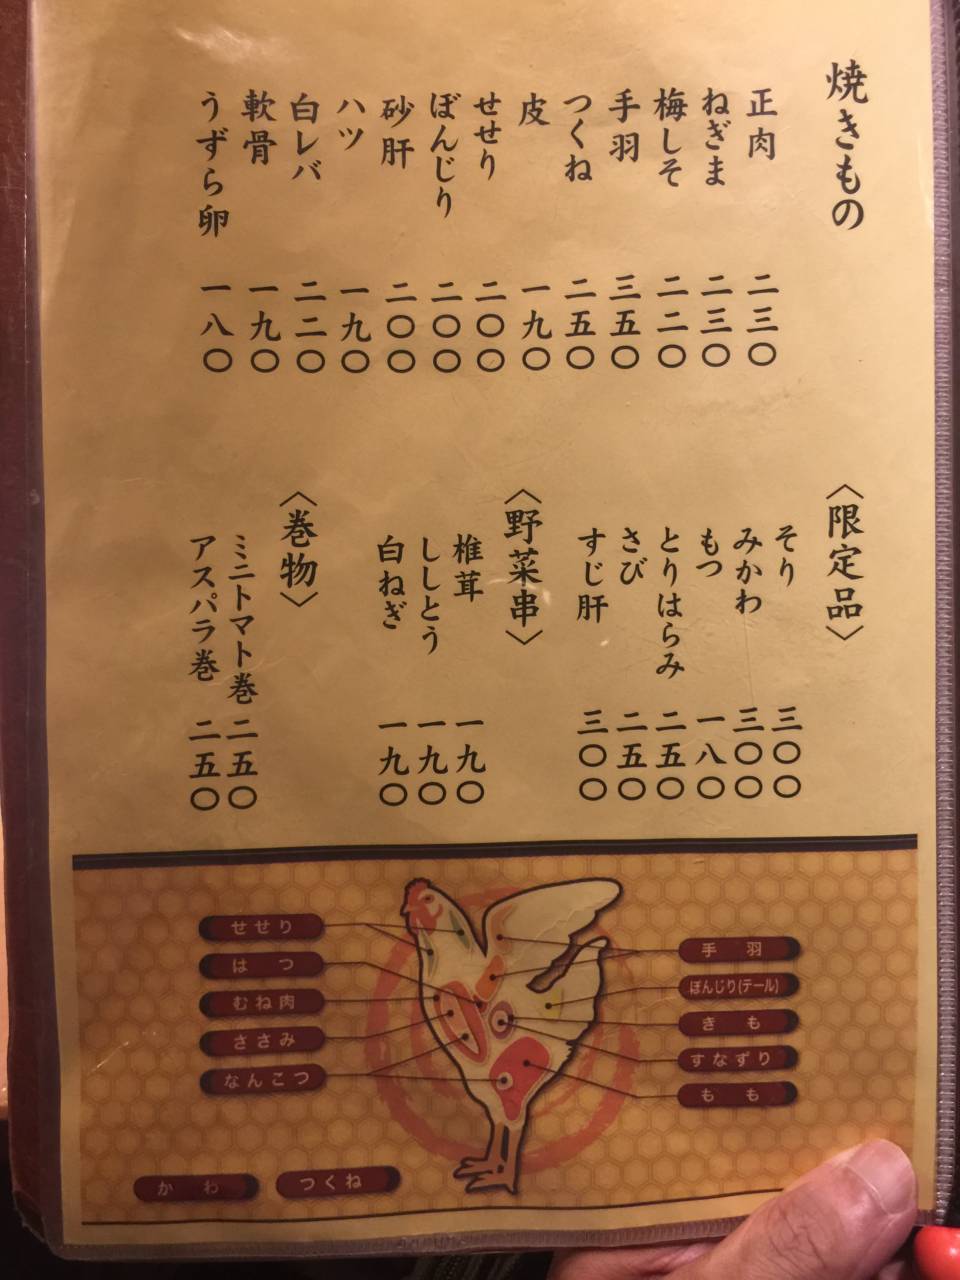 焼きもの
正肉 二三〇
ねぎま 二三〇
梅しそ 二二〇
手羽 三五〇
つくね 二五〇
皮 一九〇
せせり 二〇〇
ぼんじり 二〇〇
砂肝 二〇〇
ハツ 一九〇
白レバ 二二〇
軟骨 一九〇
うずら卵 一八〇
〈限定品〉
そり 三〇〇
みかわ 三〇〇
もつ 一八〇
とりはらみ 二五〇
さび 二五〇
すじ肝 三〇〇
〈野菜串〉
椎茸 一九〇
ししとう 一九〇
白ねぎ 一九〇
〈巻物〉
ミニトマト巻 二五〇
アスパラ巻 二五〇
せせり
はつ
むね肉
ささみ
なんこつ
手羽
ぼんじり(テール)
きも
すなずり
もも
かわ
つくね